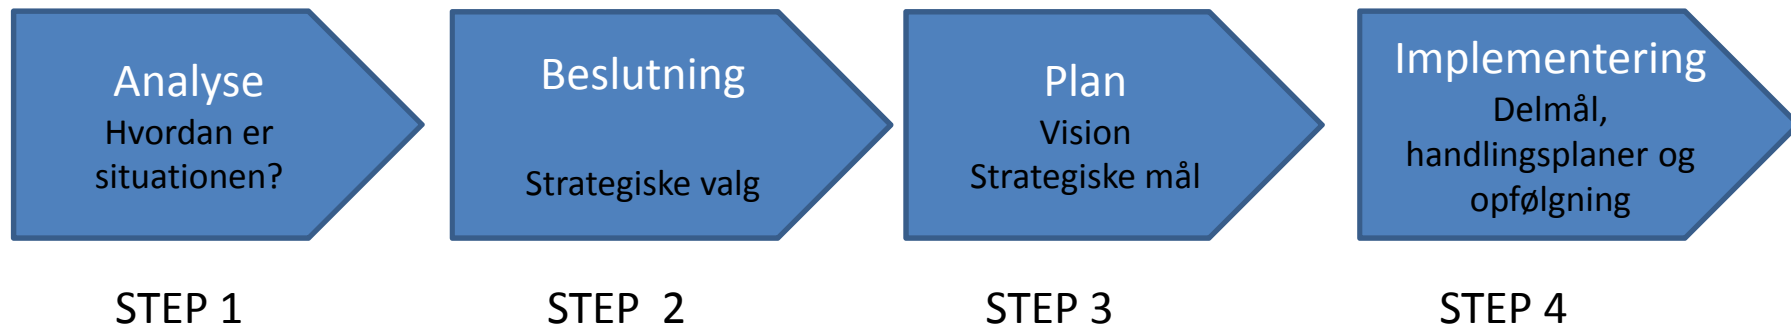 Analyse
Hvordan er
situationen?
Beslutning
Strategiske valg
Plan
Vision
Strategiske mål
Implementering
Delmål,
handlingsplaner og
opfølgning
STEP 1
STEP 2
STEP 3
STEP 4